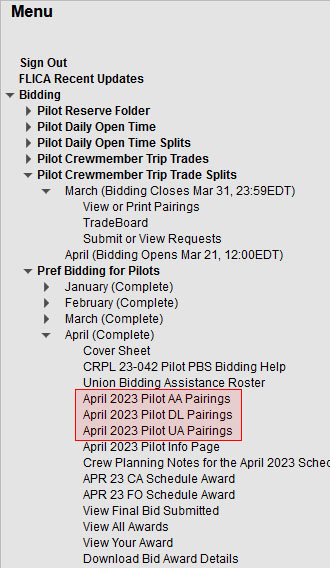 Menu
Sign Out
FLICA Recent Updates
Bidding
Pilot Reserve Folder
Pilot Daily Open Time
Pilot Daily Open Time Splits
Pilot Crewmember Trip Trades
Pilot Crewmember Trip Trade Splits
March (Bidding Closes Mar 31, 23:59EDT)
View or Print Pairings
TradeBoard
Submit or View Requests
April (Bidding Opens Mar 21, 12:00EDT)
Pref Bidding for Pilots
January (Complete)
February (Complete)
March (Complete)
April (Complete)
Cover Sheet
CRPL 23-042 Pilot PBS Bidding Help
Union Bidding Assistance Roster
April 2023 Pilot AA Pairings
April 2023 Pilot DL Pairings
April 2023 Pilot UA Pairings
April 2023 Pilot Info Page
Crew Planning Notes for the April 2023 Sched
APR 23 CA Schedule Award
APR 23 FO Schedule Award
View Final Bid Submitted
View All Awards
View Your Award
Download Bid Award Details